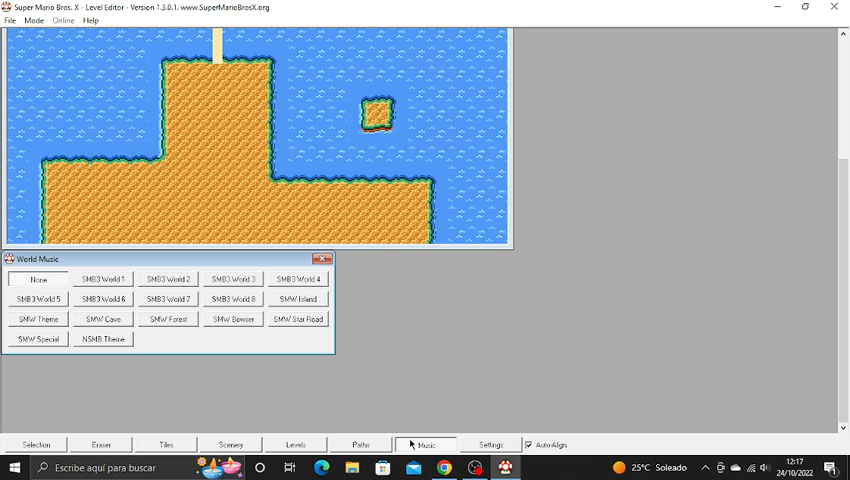 Super Mario Bros. X - Level Editor - Version 1.3.0.1. www.SuperMarioBrosX.org
File Mode Online Help
World Music
None SMB3 World 1 SMB3 World 2 SMB3 World 3 SMB3 World 4
SMB3 World 5 SMB3 World 6 SMB3 World 7 SMB3 World 8 SMW Island
SMW Theme SMW Cave SMW Forest SMW Bowser SMW Star Road
SMW Special NSMB Theme
Selection Eraser Tiles Scenery Levels Paths Music Settings Auto-Align
Escribe aquí para buscar 25°C Soleado 12:17
24/10/2022 1